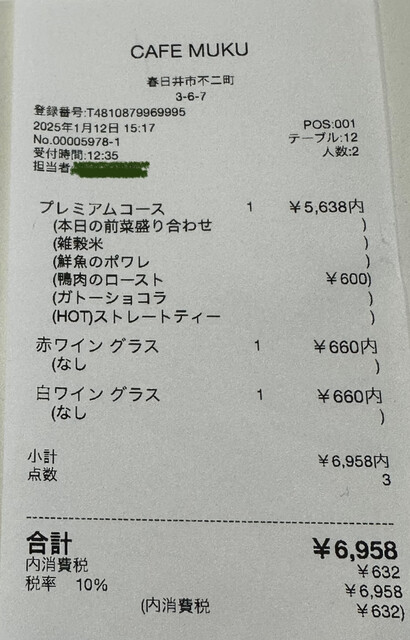 CAFE MUKU
春日井市不二町
3-6-7
登録番号:T4810879969995
2025年1月12日 15:17 POS:001
No.00005978-1 テーブル:12
受付時間:12:35 人数:2
担当者
プレミアムコース 1 ¥5,638内
(本日の前菜盛り合わせ )
(雑穀米 )
(鮮魚のポワレ )
(鴨肉のロースト ¥600)
(ガトーショコラ )
(HOT)ストレートティー )
赤ワイン グラス 1 ¥660内
(なし )
白ワイン グラス 1 ¥660内
(なし )
小計 ¥6,958内
点数 3
合計 ¥6,958
内消費税 ¥632
税率 10% ¥6,958
(内消費税 ¥632)